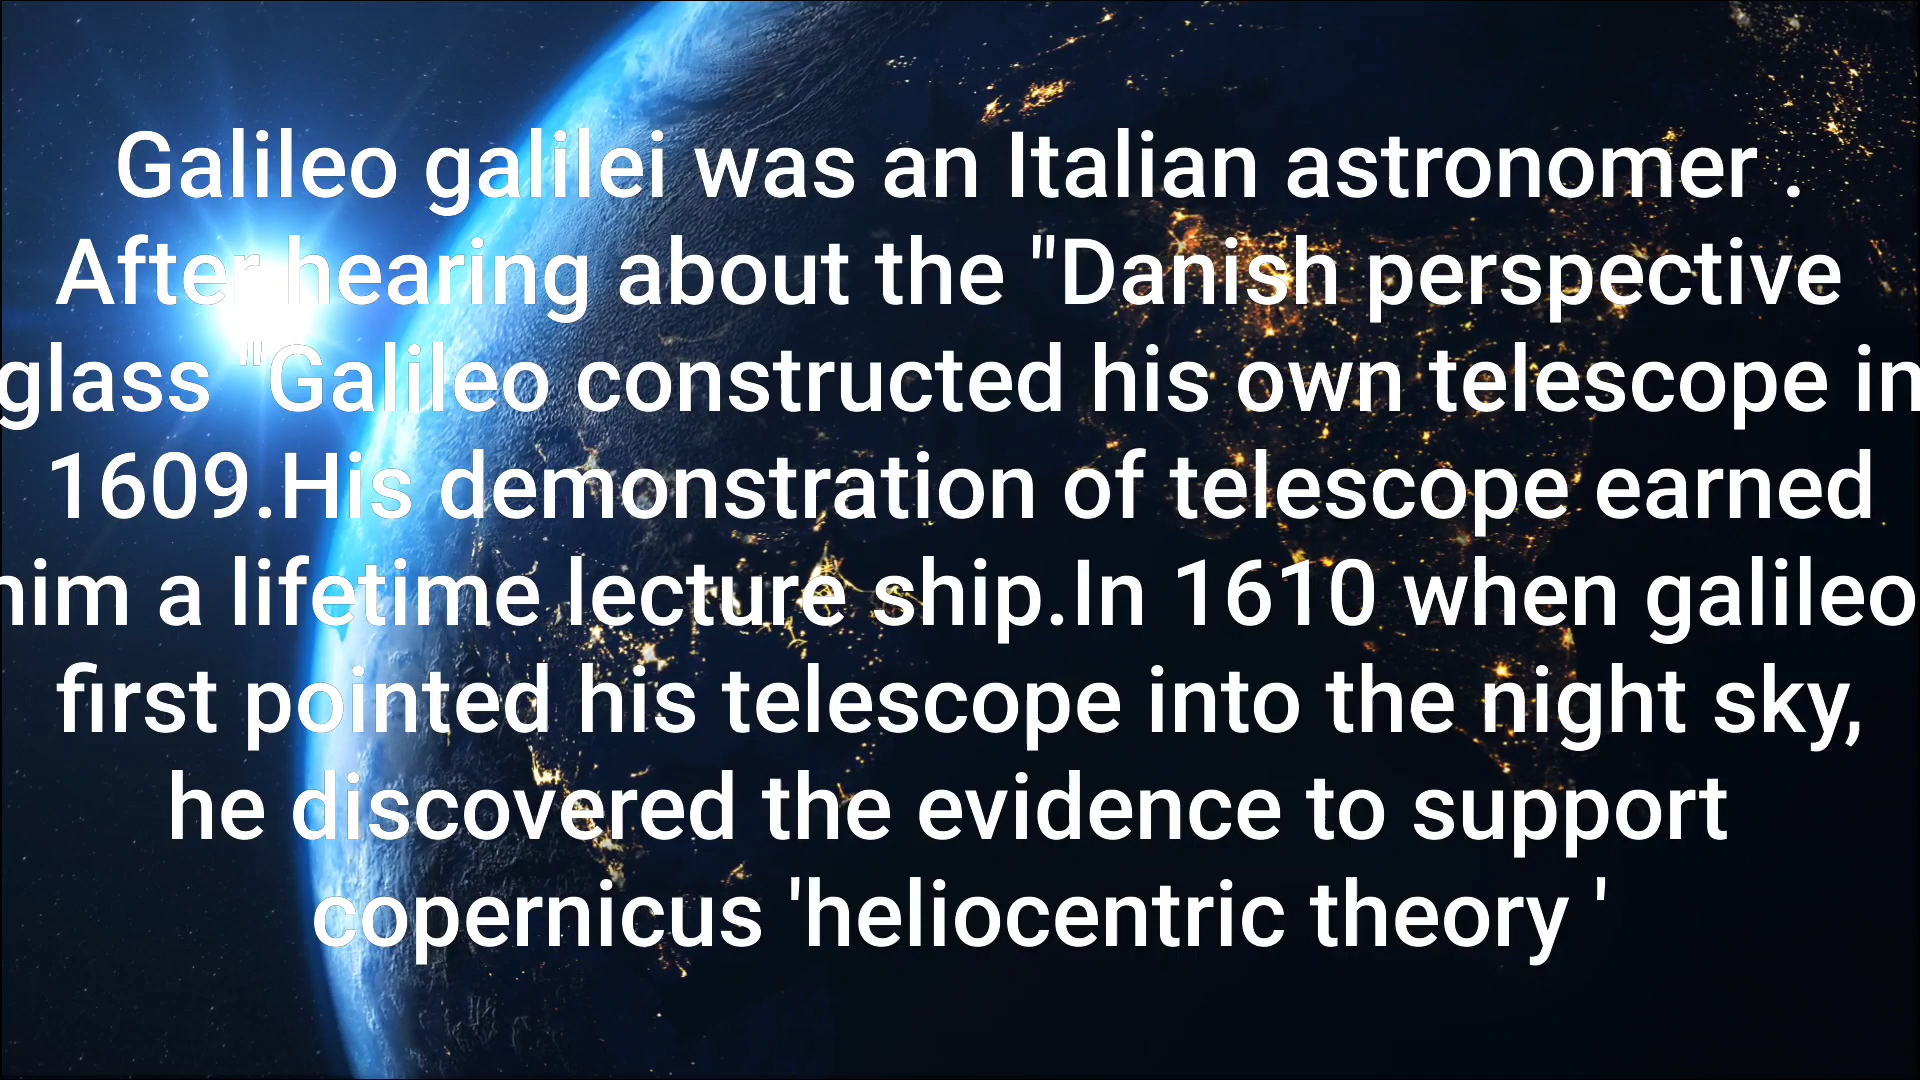 Galileo galilei was an Italian astronomer .
After hearing about the "Danish perspective
glass "Galileo constructed his own telescope in
1609.His demonstration of telescope earned
him a lifetime lecture ship.In 1610 when galileo
first pointed his telescope into the night sky,
he discovered the evidence to support
copernicus 'heliocentric theory '